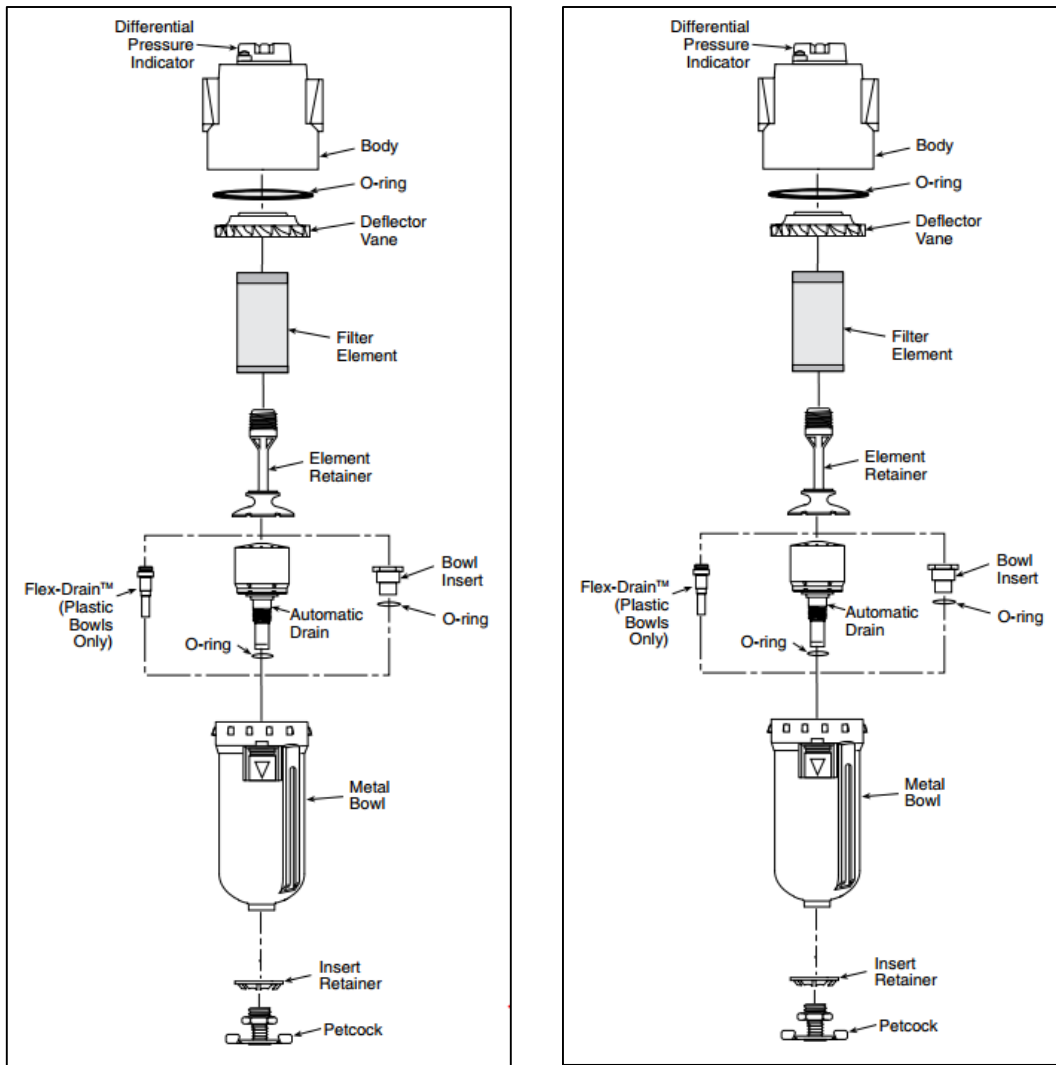 Differential
Pressure
Indicator
Body
O-ring
Deflector
Vane
Filter
Element
Element
Retainer
Bowl
Insert
Flex-Drain™
(Plastic
Bowls
Only)
Automatic
Drain
O-ring
O-ring
Metal
Bowl
Insert
Retainer
Petcock
Differential
Pressure
Indicator
Body
O-ring
Deflector
Vane
Filter
Element
Element
Retainer
Bowl
Insert
Flex-Drain™
(Plastic
Bowls
Only)
Automatic
Drain
O-ring
O-ring
Metal
Bowl
Insert
Retainer
Petcock